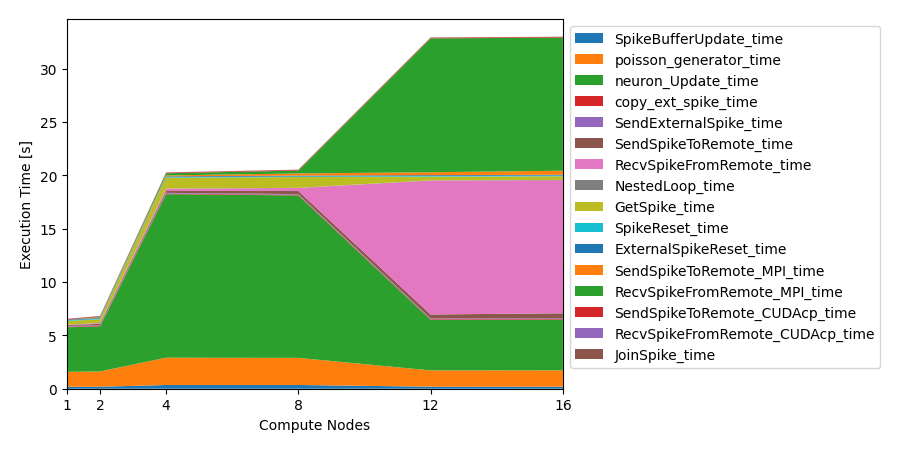 Execution Time [s]
30
25
20
15
10
5
0
1 2 4 8 12 16
Compute Nodes
SpikeBufferUpdate_time
poisson_generator_time
neuron_Update_time
copy_ext_spike_time
SendExternalSpike_time
SendSpikeToRemote_time
RecvSpikeFromRemote_time
NestedLoop_time
GetSpike_time
SpikeReset_time
ExternalSpikeReset_time
SendSpikeToRemote_MPI_time
RecvSpikeFromRemote_MPI_time
SendSpikeToRemote_CUDAcp_time
RecvSpikeFromRemote_CUDAcp_time
JoinSpike_time